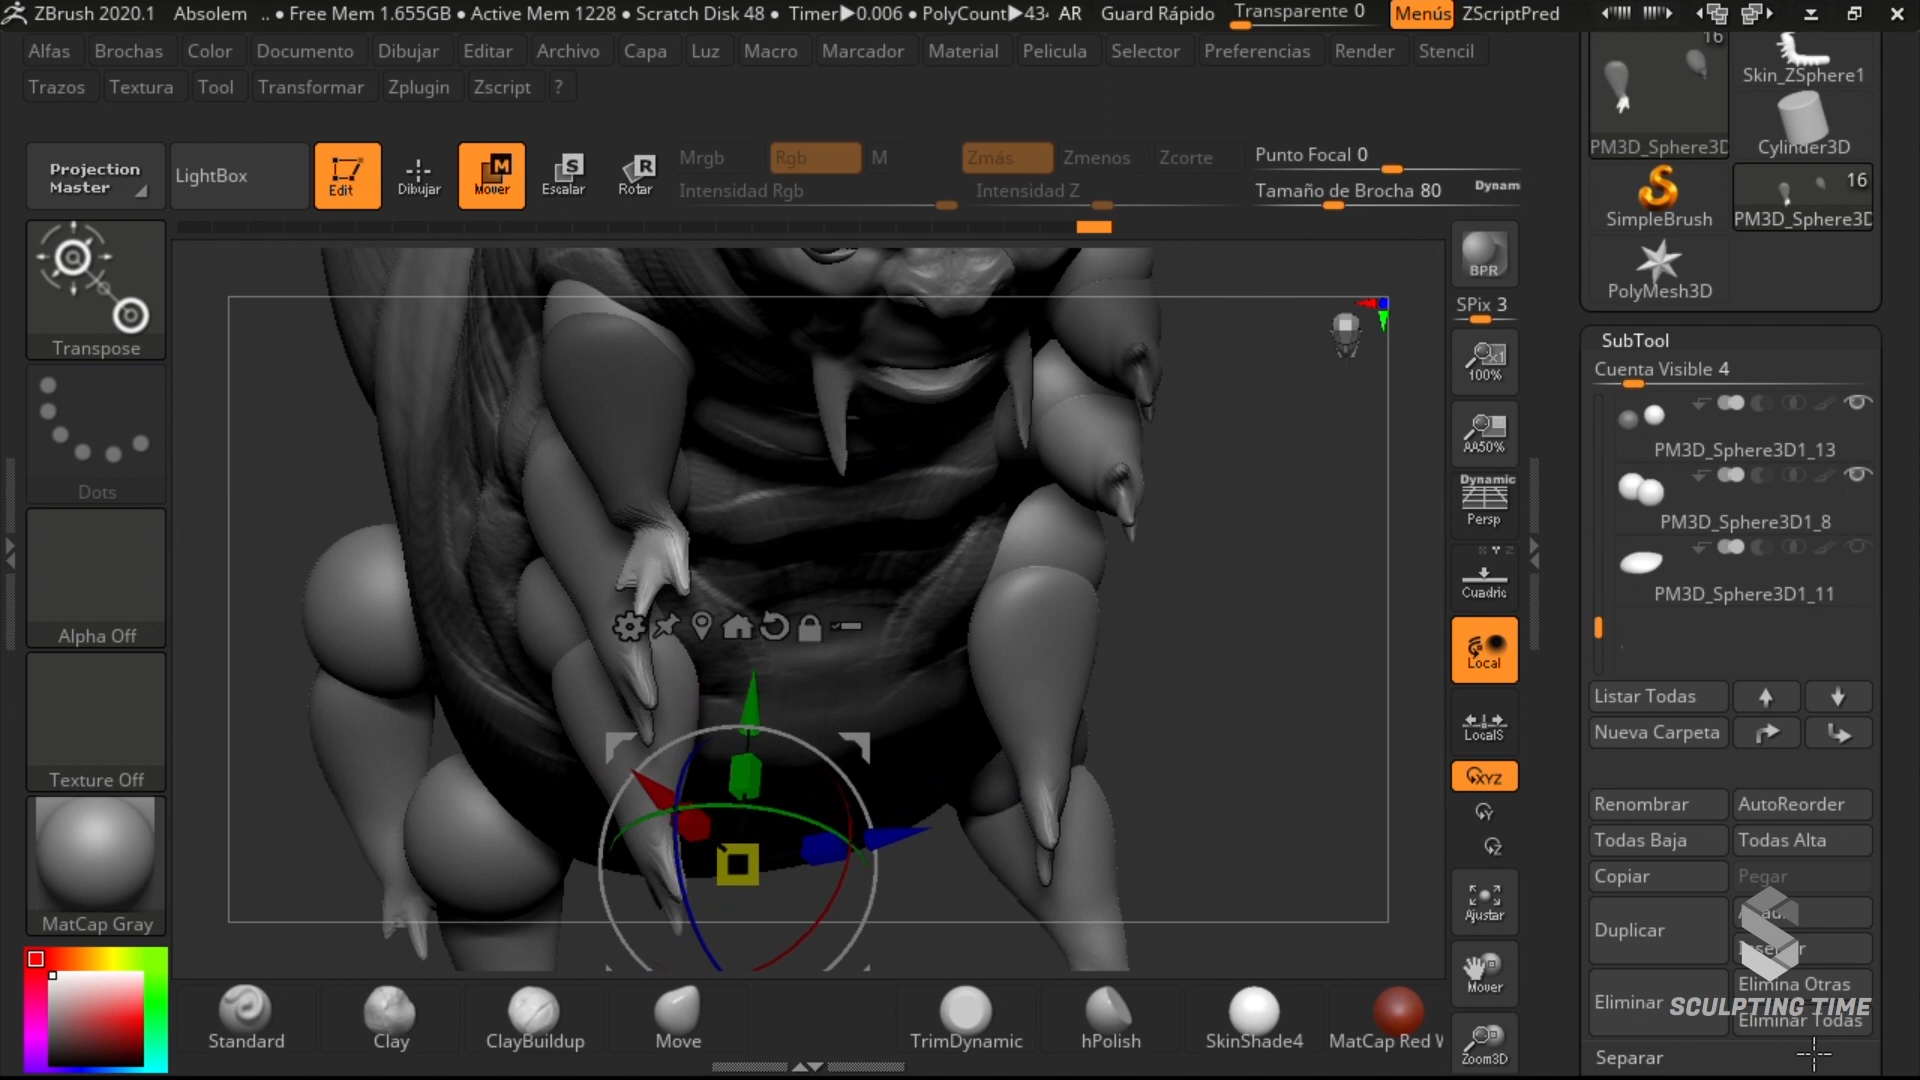 ZBrush 2020.1 Absolem .. • Free Mem 1.655GB • Active Mem 1228 • Scratch Disk 48 • Timer▶0.006 • PolyCount▶43 AR Guard Rápido Transparente 0 Menús ZScriptPred
Alfas Brochas Color Documento Dibujar Editar Archivo Capa Luz Macro Marcador Material Pelicula Selector Preferencias Render Stencil
Trazos Textura Tool Transformar Zplugin Zscript ?
Projection Master
LightBox
Edit
Dibujar
M
Mover
S
Escalar
R
Rotar
Mrgb Rgb M
Intensidad Rgb
Zmás Zmenos Zcorte
Intensidad Z
Punto Focal 0
Tamaño de Brocha 80
Dynam
Transpose
Dots
Alpha Off
Texture Off
MatCap Gray
BPR
SPix 3
x1
100%
AA50%
Dynamic
Persp
X Y Z
Cuadric
Local
LocalS
XYZ
Y
Z
Ajustar
Mover
Zoom3D
16
PM3D_Sphere3D
Skin_ZSphere1
Cylinder3D
SimpleBrush
16
PM3D_Sphere3D
PolyMesh3D
SubTool
Cuenta Visible 4
PM3D_Sphere3D1_13
PM3D_Sphere3D1_8
PM3D_Sphere3D1_11
Listar Todas
Nueva Carpeta
Renombrar AutoReorder
Todas Baja Todas Alta
Copiar Pegar
Duplicar
Eliminar
Elimina Otras
SCULPTING TIME
Eliminar Todas
Separar
Standard Clay ClayBuildup Move TrimDynamic hPolish SkinShade4 MatCap Red W